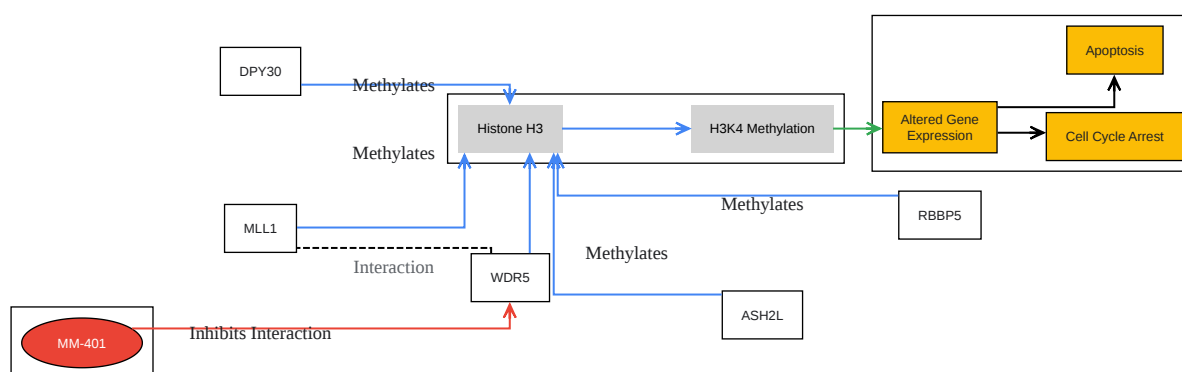 Apoptosis
DPY30
Methylates
Histone H3
H3K4 Methylation
Altered Gene
Expression
Cell Cycle Arrest
Methylates
Methylates
RBBP5
MLL1
Methylates
Interaction
WDR5
ASH2L
Inhibits Interaction
MM-401